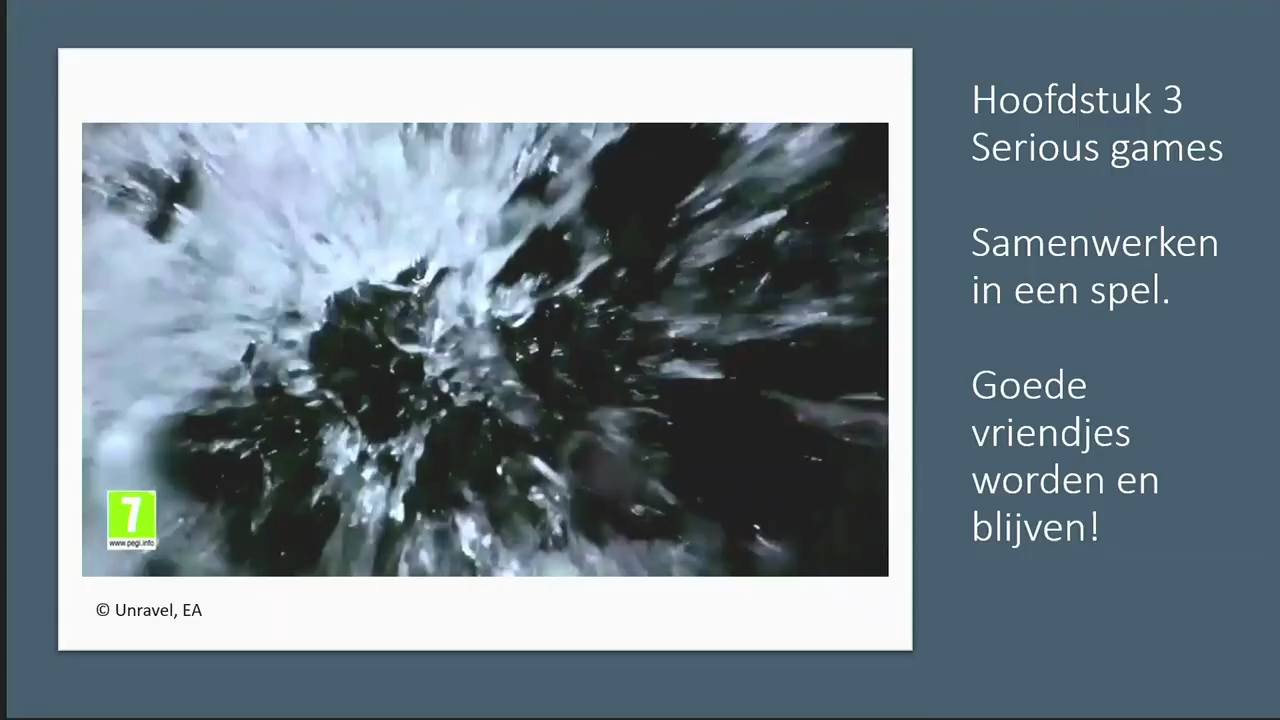 Hoofdstuk 3
Serious games
Samenwerken
in een spel.
Goede
vriendjes
worden en
blijven!
7
www.pegi.info
© Unravel, EA